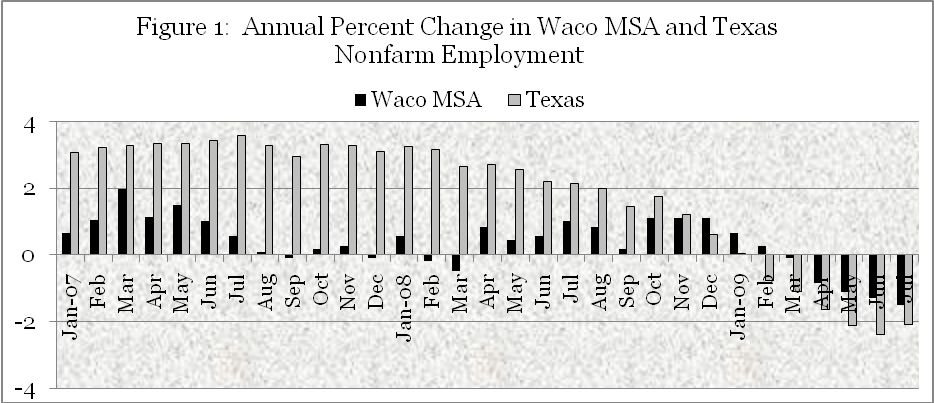 Figure 1:  Annual Percent Change in Waco MSA and Texas
Nonfarm Employment
Waco MSA
Texas
4
2
0
-2
-4
Jan-07
Feb
Mar
Apr
May
Jun
Jul
Aug
Sep
Oct
Nov
Dec
Jan-08
Feb
Mar
Apr
May
Jun
Jul
Aug
Sep
Oct
Nov
Dec
Jan-09
Feb
Mar
Apr
May
Jun
Jul